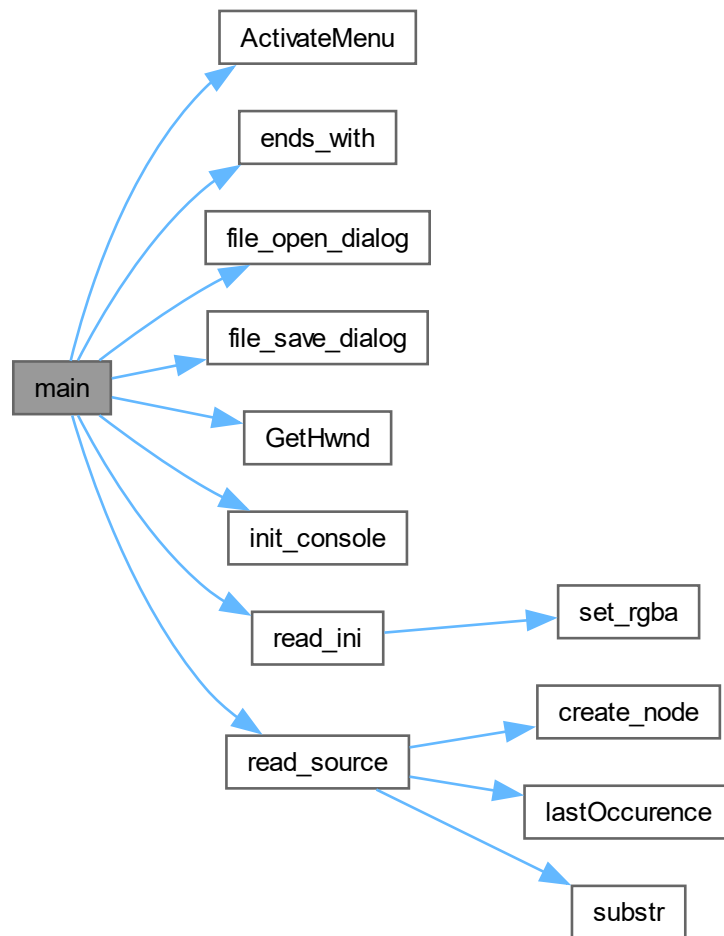 ActivateMenu
ends_with
file_open_dialog
file_save_dialog
main
GetHwnd
init_console
set_rgba
read_ini
create_node
read_source
lastOccurence
substr